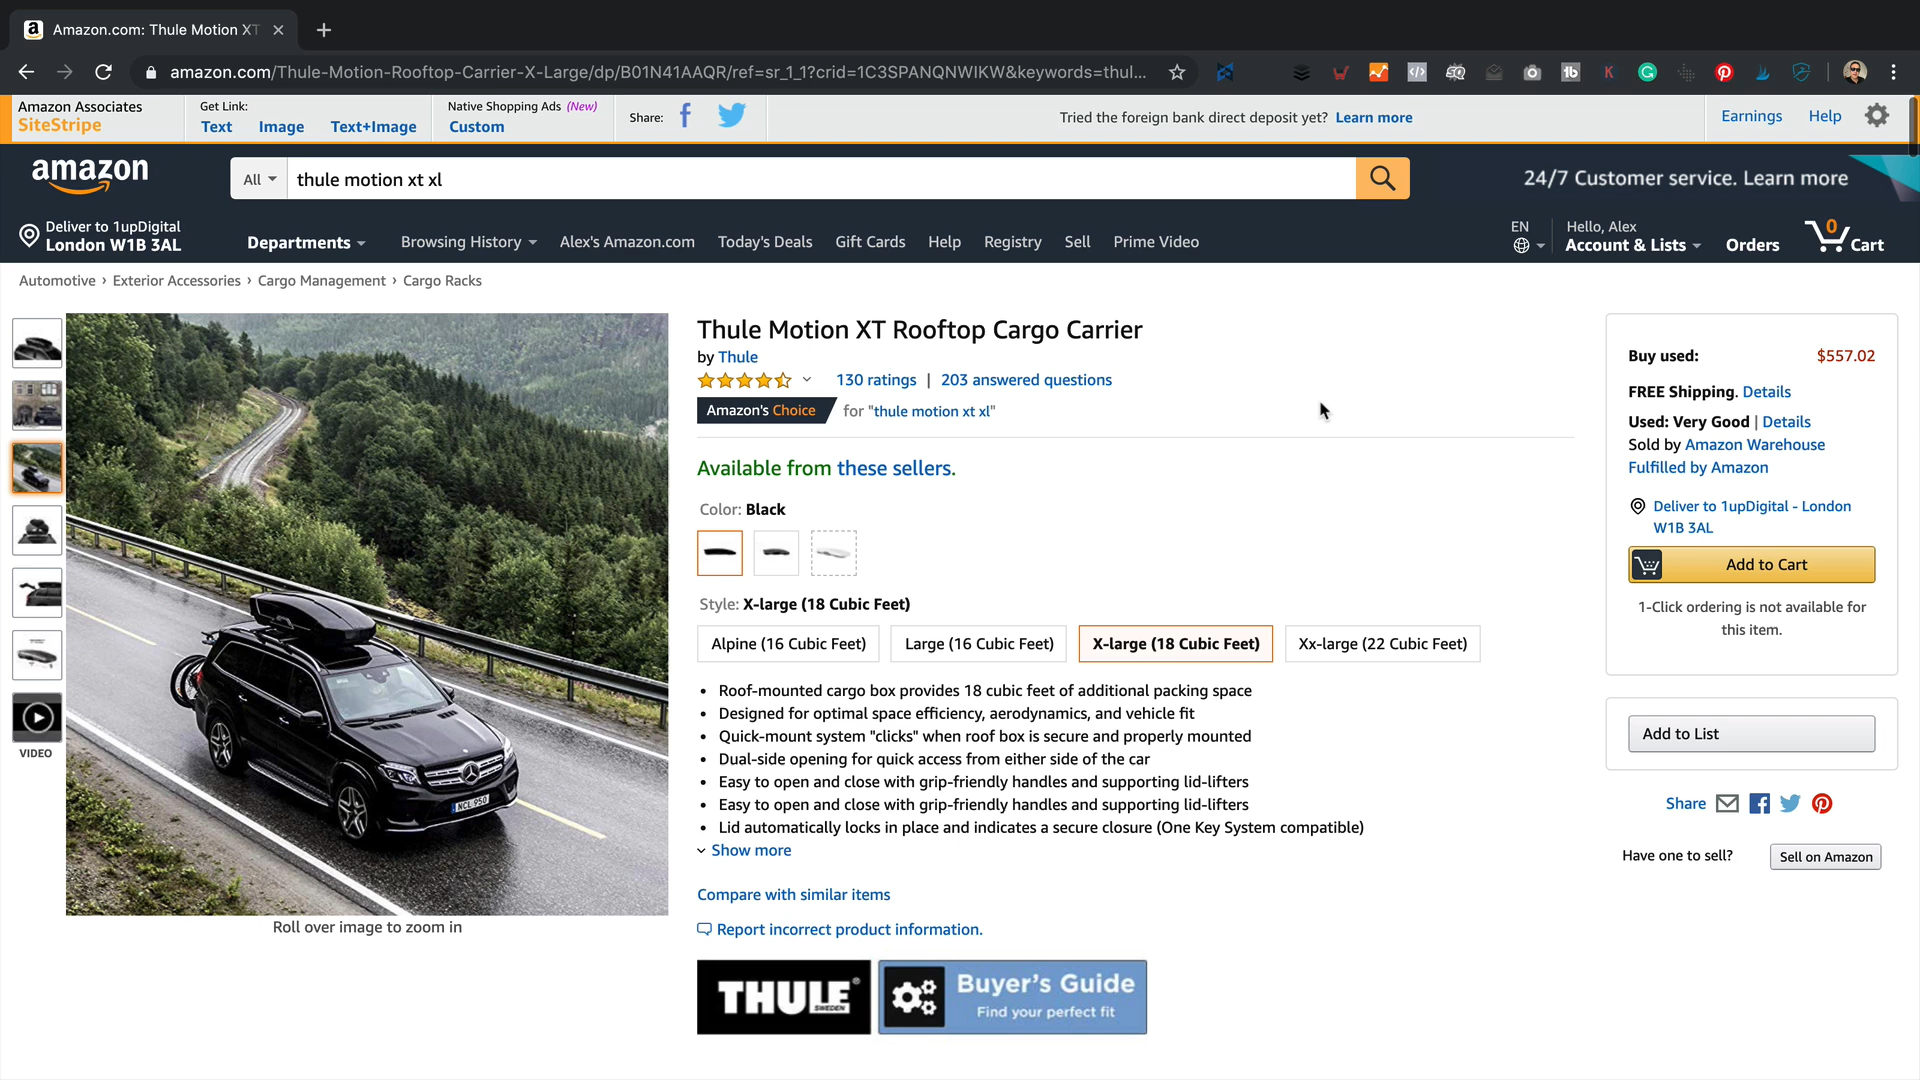 Amazon.com: Thule Motion XT
amazon.com/Thule-Motion-Rooftop-Carrier-X-Large/dp/B01N41AAQR/ref=sr_1_1?crid=1C3SPANQNWIKW&keywords=thul...
Amazon Associates
SiteStripe
Get Link:
Text Image Text+Image
Native Shopping Ads (New)
Custom
Share:
Tried the foreign bank direct deposit yet? Learn more
Earnings Help
amazon
All
thule motion xt xl
24/7 Customer service. Learn more
Deliver to 1upDigital
London W1B 3AL
Departments Browsing History Alex's Amazon.com Today's Deals Gift Cards Help Registry Sell Prime Video
EN
Hello, Alex
Account & Lists
Orders
0
Cart
Automotive › Exterior Accessories › Cargo Management › Cargo Racks
VIDEO
NCL 950
Roll over image to zoom in
Thule Motion XT Rooftop Cargo Carrier
by Thule
130 ratings | 203 answered questions
Amazon's Choice for "thule motion xt xl"
Available from these sellers.
Color: Black
Style: X-large (18 Cubic Feet)
Alpine (16 Cubic Feet) Large (16 Cubic Feet) X-large (18 Cubic Feet) Xx-large (22 Cubic Feet)
• Roof-mounted cargo box provides 18 cubic feet of additional packing space
• Designed for optimal space efficiency, aerodynamics, and vehicle fit
• Quick-mount system "clicks" when roof box is secure and properly mounted
• Dual-side opening for quick access from either side of the car
• Easy to open and close with grip-friendly handles and supporting lid-lifters
• Easy to open and close with grip-friendly handles and supporting lid-lifters
• Lid automatically locks in place and indicates a secure closure (One Key System compatible)
Show more
Compare with similar items
Report incorrect product information.
THULE®
SWEDEN
Buyer's Guide
Find your perfect fit
Buy used: $557.02
FREE Shipping. Details
Used: Very Good | Details
Sold by Amazon Warehouse
Fulfilled by Amazon
Deliver to 1upDigital - London
W1B 3AL
Add to Cart
1-Click ordering is not available for
this item.
Add to List
Share
Have one to sell?
Sell on Amazon